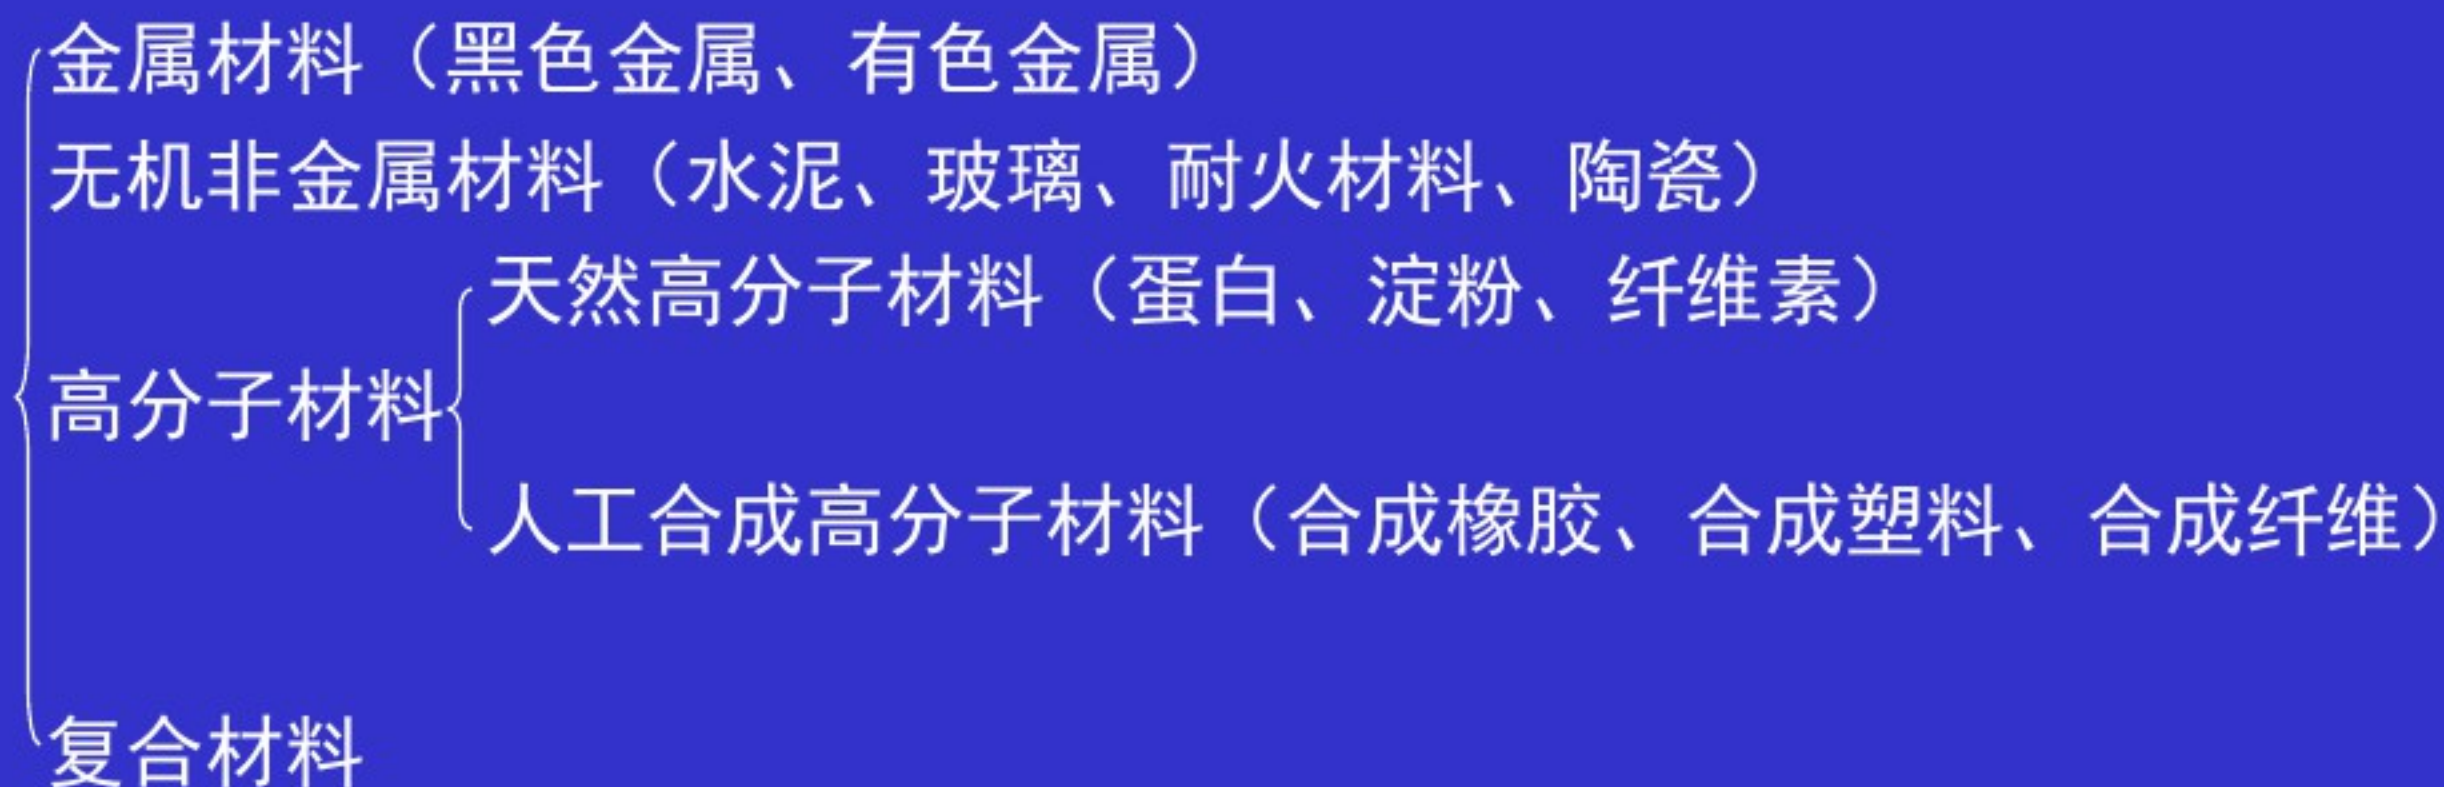 金属材料（黑色金属、有色金属）
无机非金属材料（水泥、玻璃、耐火材料、陶瓷）
天然高分子材料（蛋白、淀粉、纤维素）
高分子材料
人工合成高分子材料（合成橡胶、合成塑料、合成纤维）
复合材料